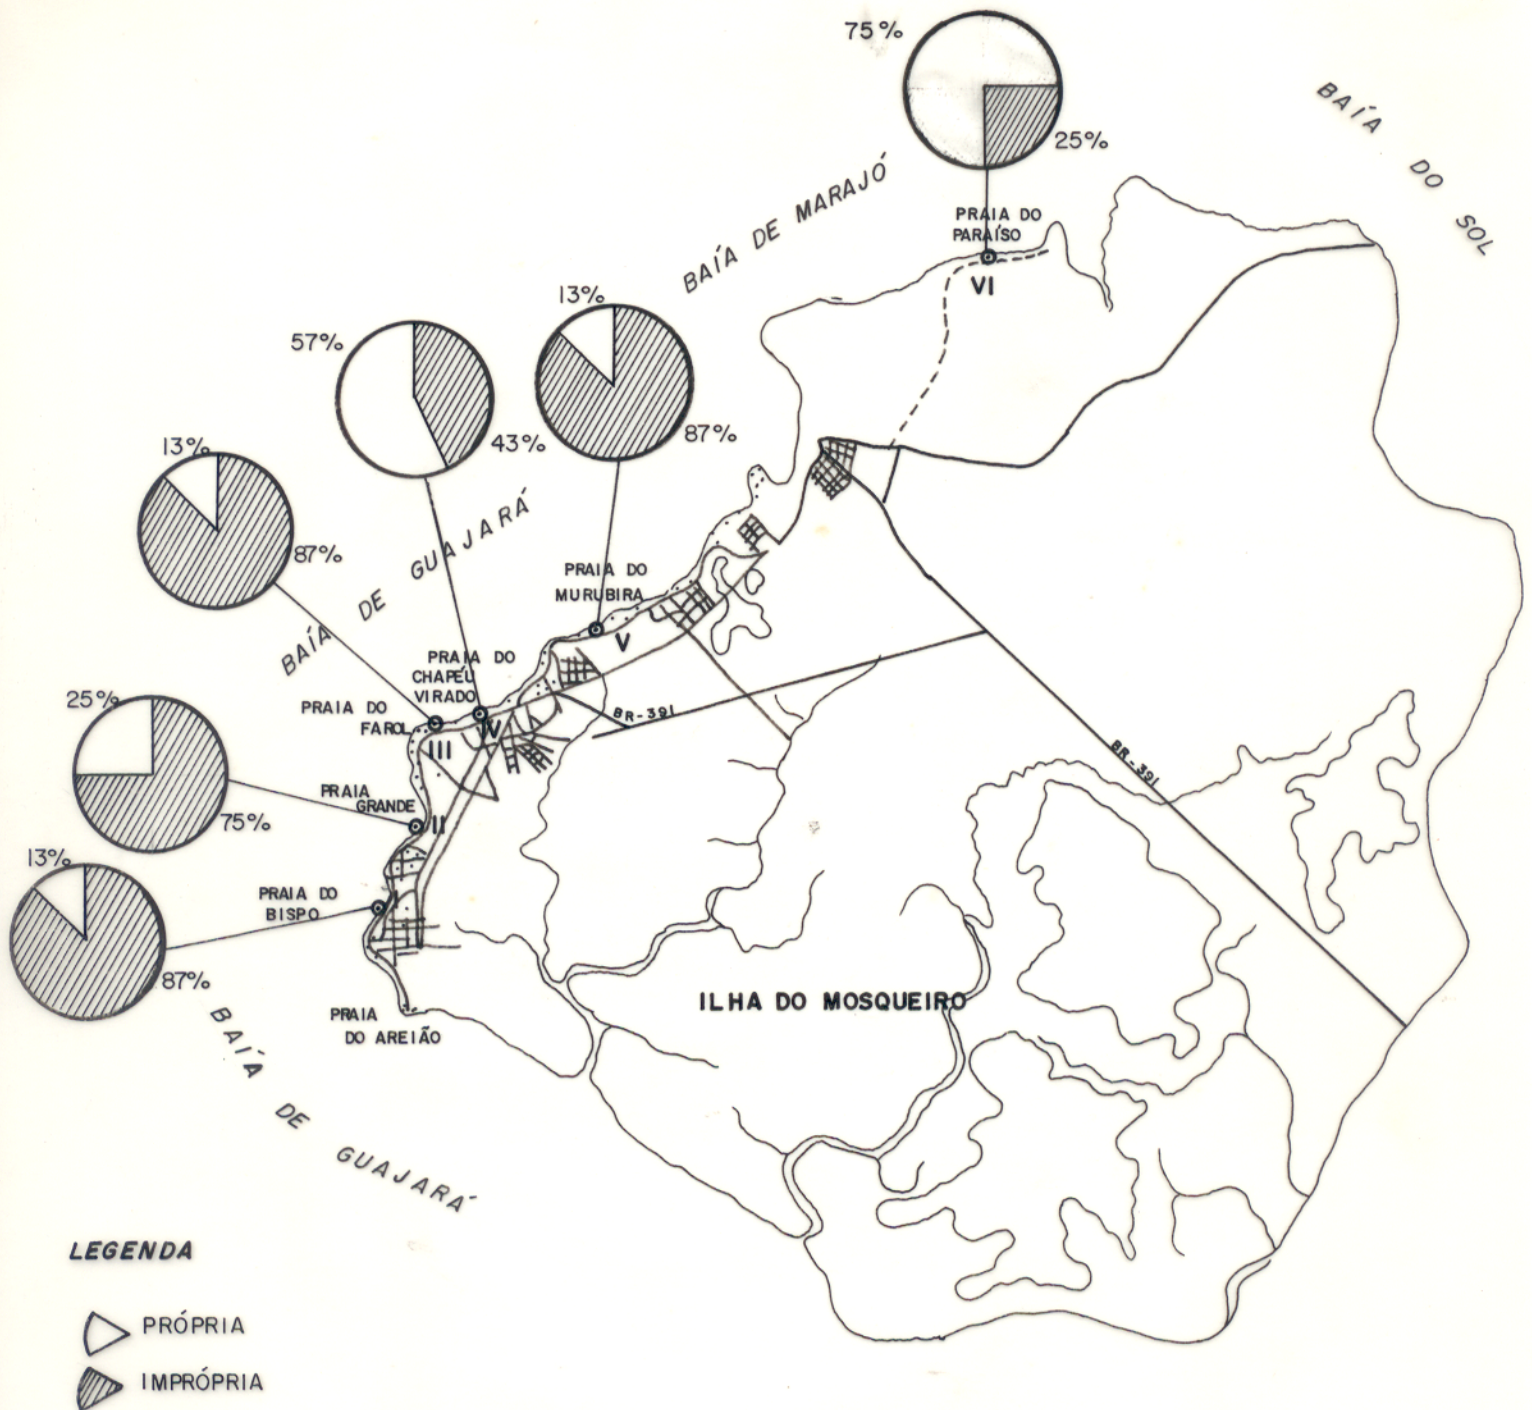 75%
25%
BAÍA DO SOL
BAÍA DE MARAJÓ
PRAIA DO
PARAÍSO
VI
13%
87%
57%
43%
13%
87%
BAÍA DE GUAJARÁ
PRAIA DO
MURUBIRA
V
PRAIA DO
CHAPÉU
VIRADO
IV
PRAIA DO
FAROL
III
BR-391
BR-391
25%
75%
PRAIA
GRANDE
II
13%
87%
PRAIA DO
BISPO
I
PRAIA
DO AREIÃO
ILHA DO MOSQUEIRO
BAÍA DE GUAJARÁ
LEGENDA
PRÓPRIA
IMPRÓPRIA